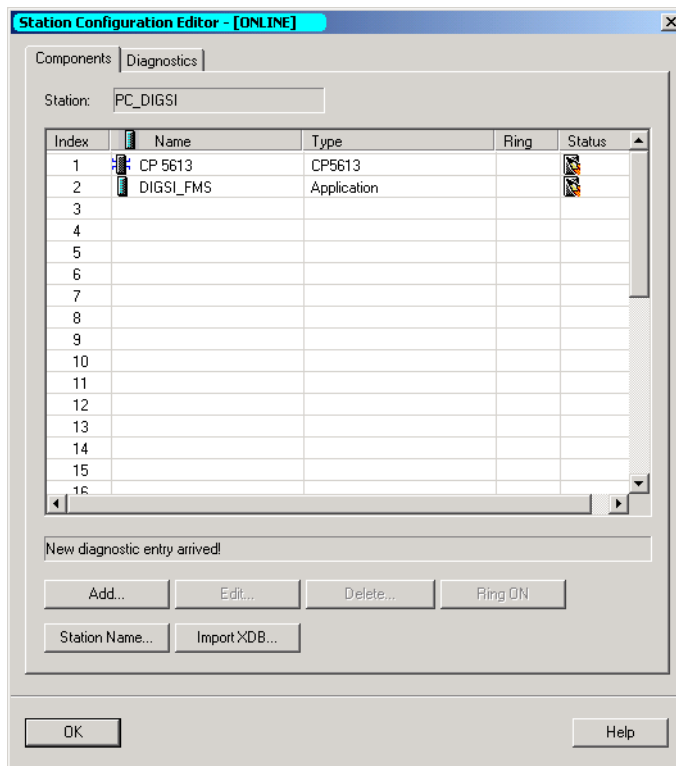 Station Configuration Editor - [ONLINE]
Components Diagnostics
Station: PC_DIGSI
Index Name Type Ring Status
1 CP 5613 CP5613
2 DIGSI_FMS Application
3
4
5
6
7
8
9
10
11
12
13
14
15
16
New diagnostic entry arrived!
Add... Edit... Delete... Ring ON
Station Name... Import XDB...
OK Help